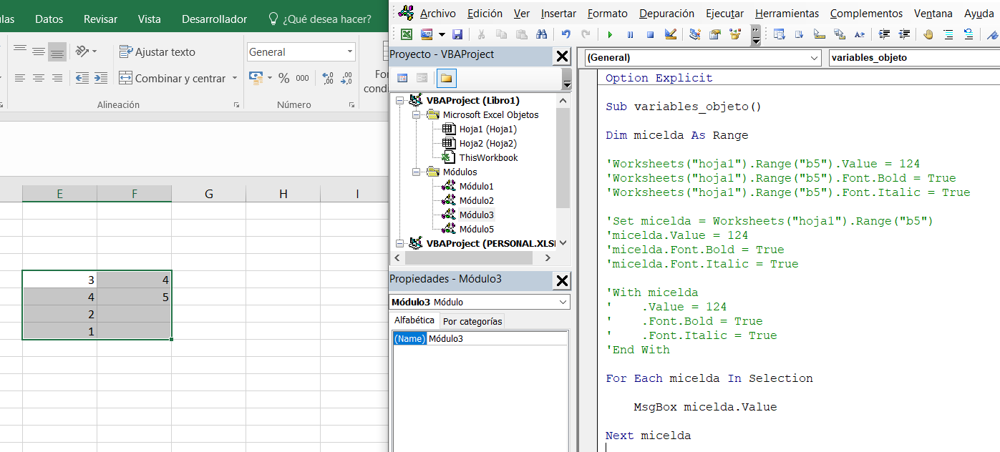 ulas Datos Revisar Vista Desarrollador ¿Qué desea hacer?
Ajustar texto
General
Combinar y centrar
% 000
Fo
condi
Alineación
Número
E F G H I
3 4
4 5
2
1
Archivo Edición Ver Insertar Formato Depuración Ejecutar Herramientas Complementos Ventana Ayuda
Proyecto - VBAProject
VBAProject (Libro1)
Microsoft Excel Objetos
Hoja1 (Hoja1)
Hoja2 (Hoja2)
ThisWorkbook
Módulos
Módulo1
Módulo2
Módulo3
Módulo5
VBAProject (PERSONAL.XLS
Propiedades - Módulo3
Módulo3 Módulo
Alfabética Por categorías
(Name) Módulo3
(General) variables_objeto
Option Explicit
Sub variables_objeto()
Dim micelda As Range
'Worksheets("hoja1").Range("b5").Value = 124
'Worksheets("hoja1").Range("b5").Font.Bold = True
'Worksheets("hoja1").Range("b5").Font.Italic = True
'Set micelda = Worksheets("hoja1").Range("b5")
'micelda.Value = 124
'micelda.Font.Bold = True
'micelda.Font.Italic = True
'With micelda
'    .Value = 124
'    .Font.Bold = True
'    .Font.Italic = True
'End With
For Each micelda In Selection
MsgBox micelda.Value
Next micelda